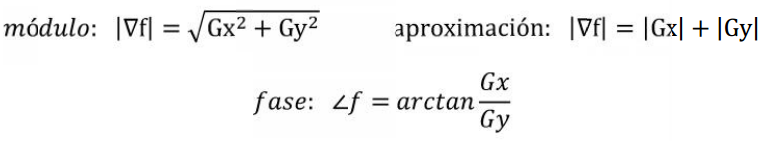 módulo: |∇f| = √Gx² + Gy² aproximación: |∇f| = |Gx| + |Gy|
fase: ∠f = arctan Gx/Gy